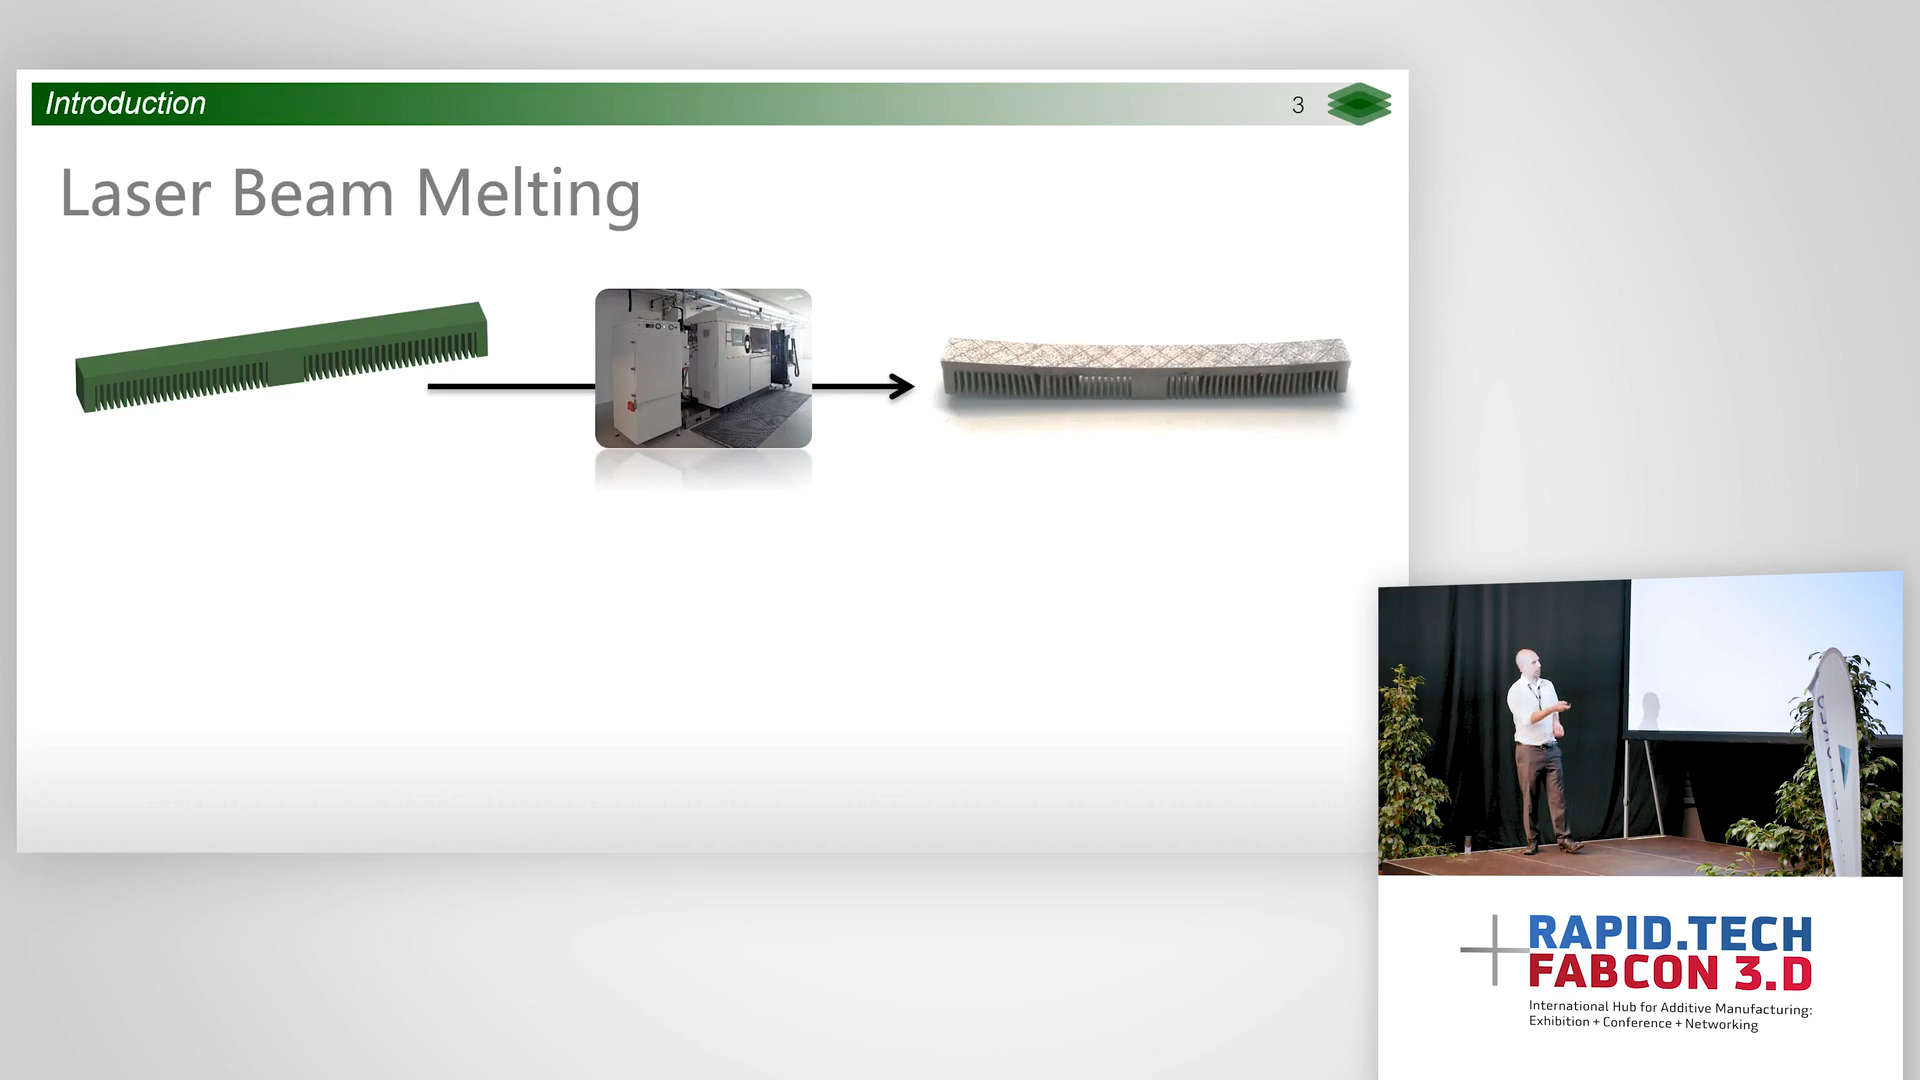 Introduction
3
Laser Beam Melting
RAPID.TECH
FABCON 3.D
International Hub for Additive Manufacturing:
Exhibition + Conference + Networking